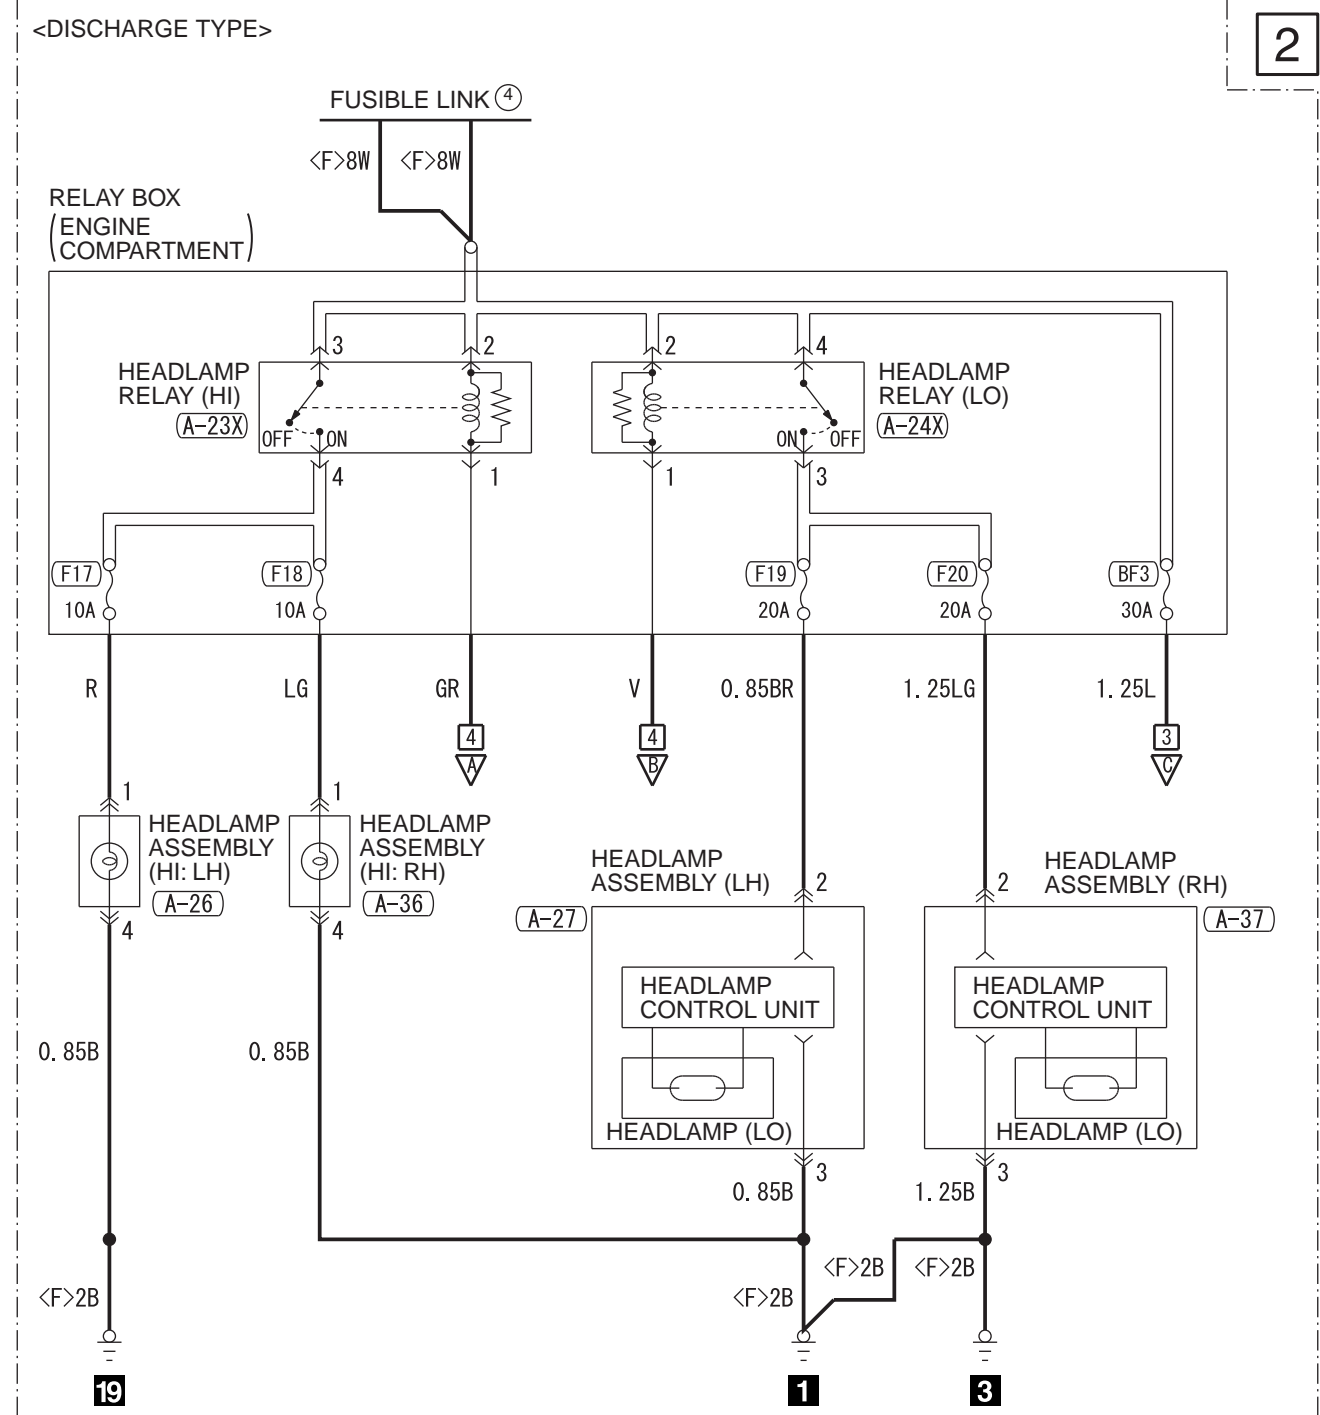 <DISCHARGE TYPE>
2
FUSIBLE LINK 4
<F>8W <F>8W
RELAY BOX
(ENGINE
COMPARTMENT)
3 2 2 4
HEADLAMP
RELAY (HI)
A-23X
OFF ON
HEADLAMP
RELAY (LO)
A-24X
ON OFF
4 1 1 3
F17 F18 F19 F20 BF3
10A 10A 20A 20A 30A
R LG GR V 0.85BR 1.25LG 1.25L
4 4 3
A B C
1 1
HEADLAMP
ASSEMBLY
(HI: LH)
A-26
HEADLAMP
ASSEMBLY
(HI: RH)
A-36
HEADLAMP
ASSEMBLY (LH)
2
A-27
HEADLAMP
ASSEMBLY (RH)
2
A-37
4 4
HEADLAMP
CONTROL UNIT
HEADLAMP
CONTROL UNIT
0.85B 0.85B
HEADLAMP (LO) HEADLAMP (LO)
3 3
0.85B 1.25B
<F>2B <F>2B
<F>2B <F>2B
19 1 3